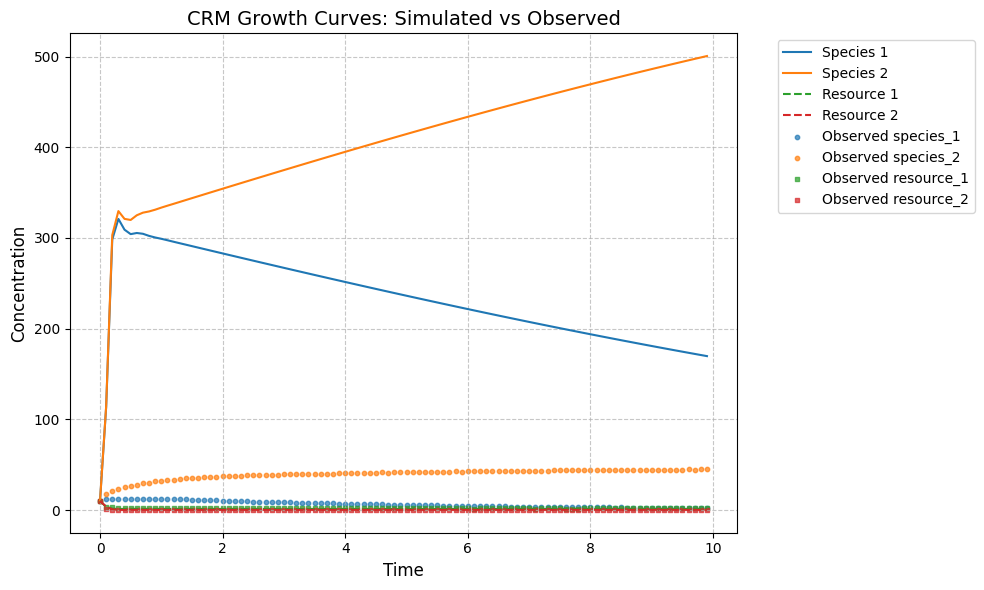 CRM Growth Curves: Simulated vs Observed
Concentration
500
400
300
200
100
0
0
2
4
6
8
10
Time
Species 1
Species 2
Resource 1
Resource 2
Observed species_1
Observed species_2
Observed resource_1
Observed resource_2